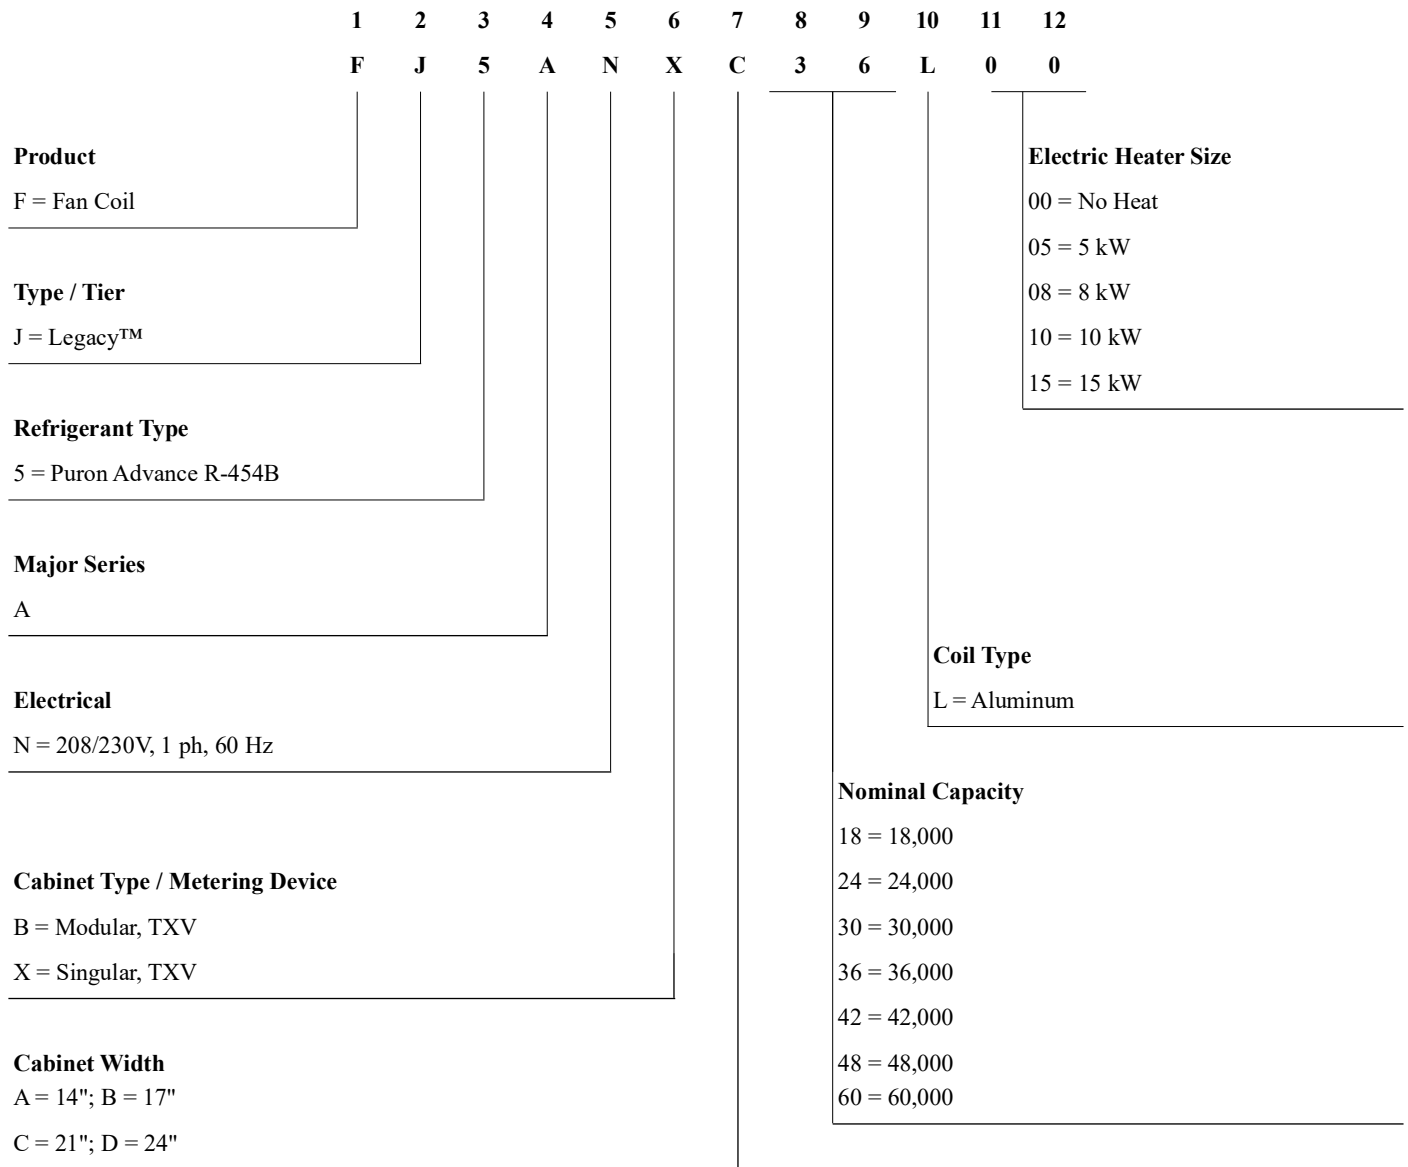 1 2 3 4 5 6 7 8 9 10 11 12
F J 5 A N X C 3 6 L 0 0
Product
F = Fan Coil
Type / Tier
J = Legacy™
Refrigerant Type
5 = Puron Advance R-454B
Major Series
A
Electrical
N = 208/230V, 1 ph, 60 Hz
Cabinet Type / Metering Device
B = Modular, TXV
X = Singular, TXV
Cabinet Width
A = 14"; B = 17"
C = 21"; D = 24"
Electric Heater Size
00 = No Heat
05 = 5 kW
08 = 8 kW
10 = 10 kW
15 = 15 kW
Coil Type
L = Aluminum
Nominal Capacity
18 = 18,000
24 = 24,000
30 = 30,000
36 = 36,000
42 = 42,000
48 = 48,000
60 = 60,000